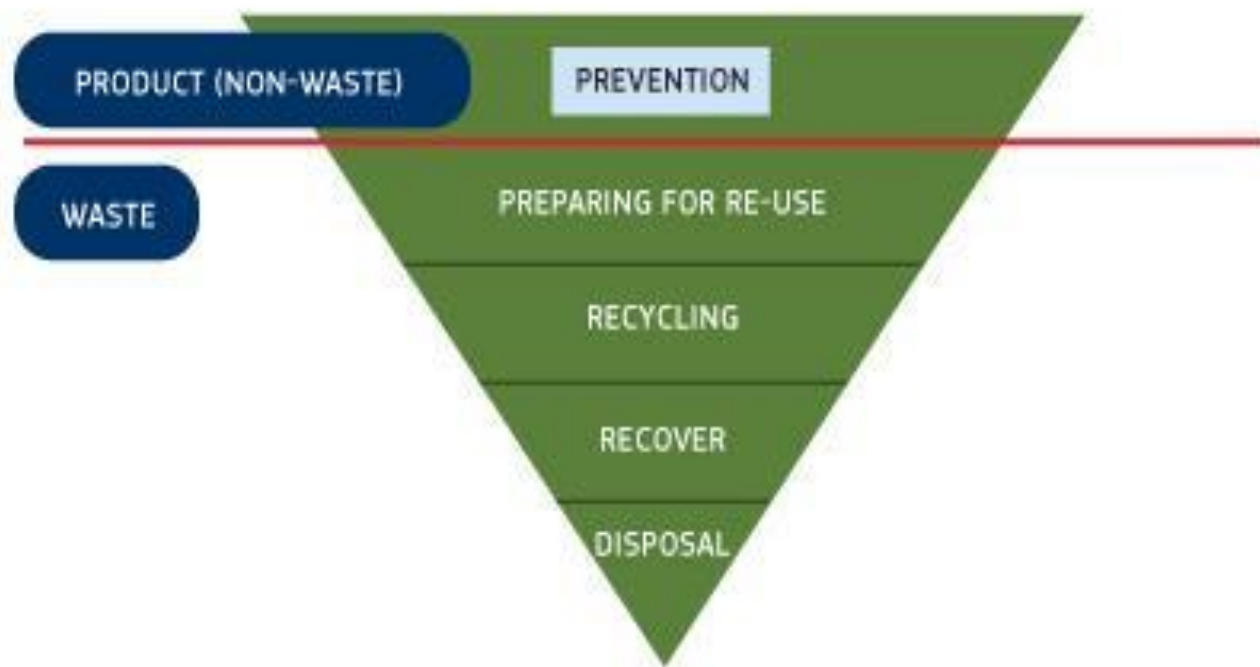 PRODUCT (NON-WASTE)
PREVENTION
WASTE
PREPARING FOR RE-USE
RECYCLING
RECOVER
DISPOSAL